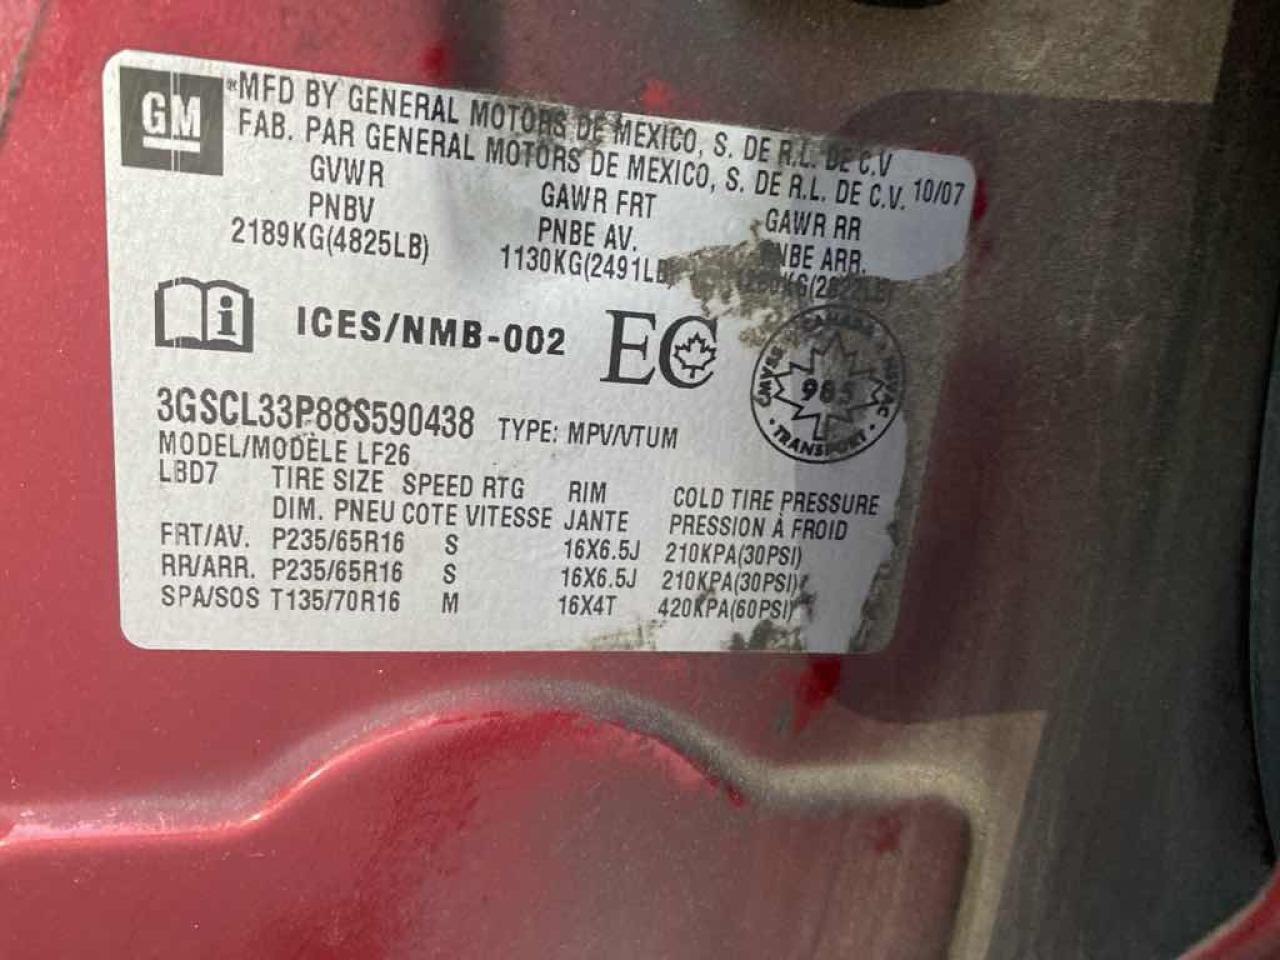 GM
*MFD BY GENERAL MOTORS DE MEXICO, S. DE R.L. DE C.V
FAB. PAR GENERAL MOTORS DE MEXICO, S. DE R.L. DE C.V. 10/07
GVWR GAWR FRT GAWR RR
PNBV PNBE AV. PNBE ARR.
2189KG(4825LB) 1130KG(2491LB)
i ICES/NMB-002 EC
CANADA
CMVSS 985 NSVAC
TRANSPORT
3GSCL33P88S590438 TYPE: MPV/VTUM
MODEL/MODÈLE LF26
LBD7 TIRE SIZE SPEED RTG RIM COLD TIRE PRESSURE
DIM. PNEU COTE VITESSE JANTE PRESSION À FROID
FRT/AV. P235/65R16 S 16X6.5J 210KPA(30PSI)
RR/ARR. P235/65R16 S 16X6.5J 210KPA(30PSI)
SPA/SOS T135/70R16 M 16X4T 420KPA(60PSI)